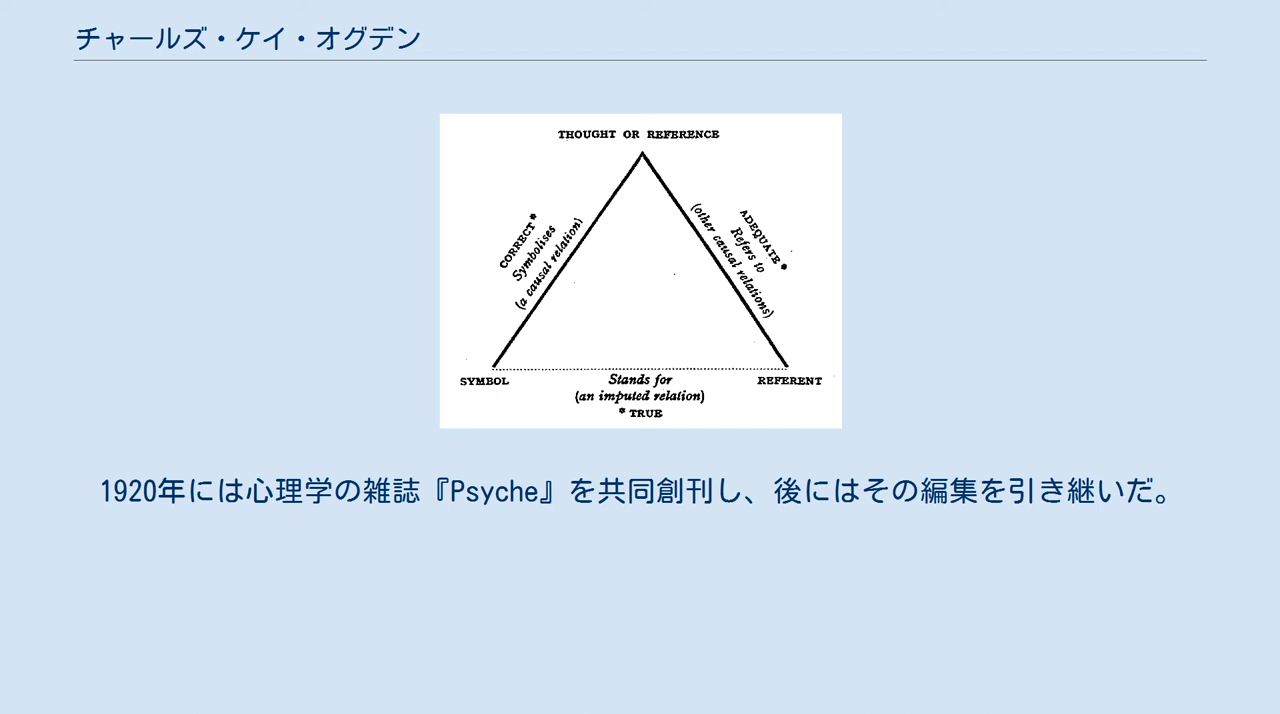 チャールズ・ケイ・オグデン
THOUGHT OR REFERENCE
CORRECT*
Symbolises
(a causal relation)
ADEQUATE*
Refers to
(other causal relations)
SYMBOL
REFERENT
Stands for
(an imputed relation)
* TRUE
1920年には心理学の雑誌『Psyche』を共同創刊し、後にはその編集を引き継いだ。